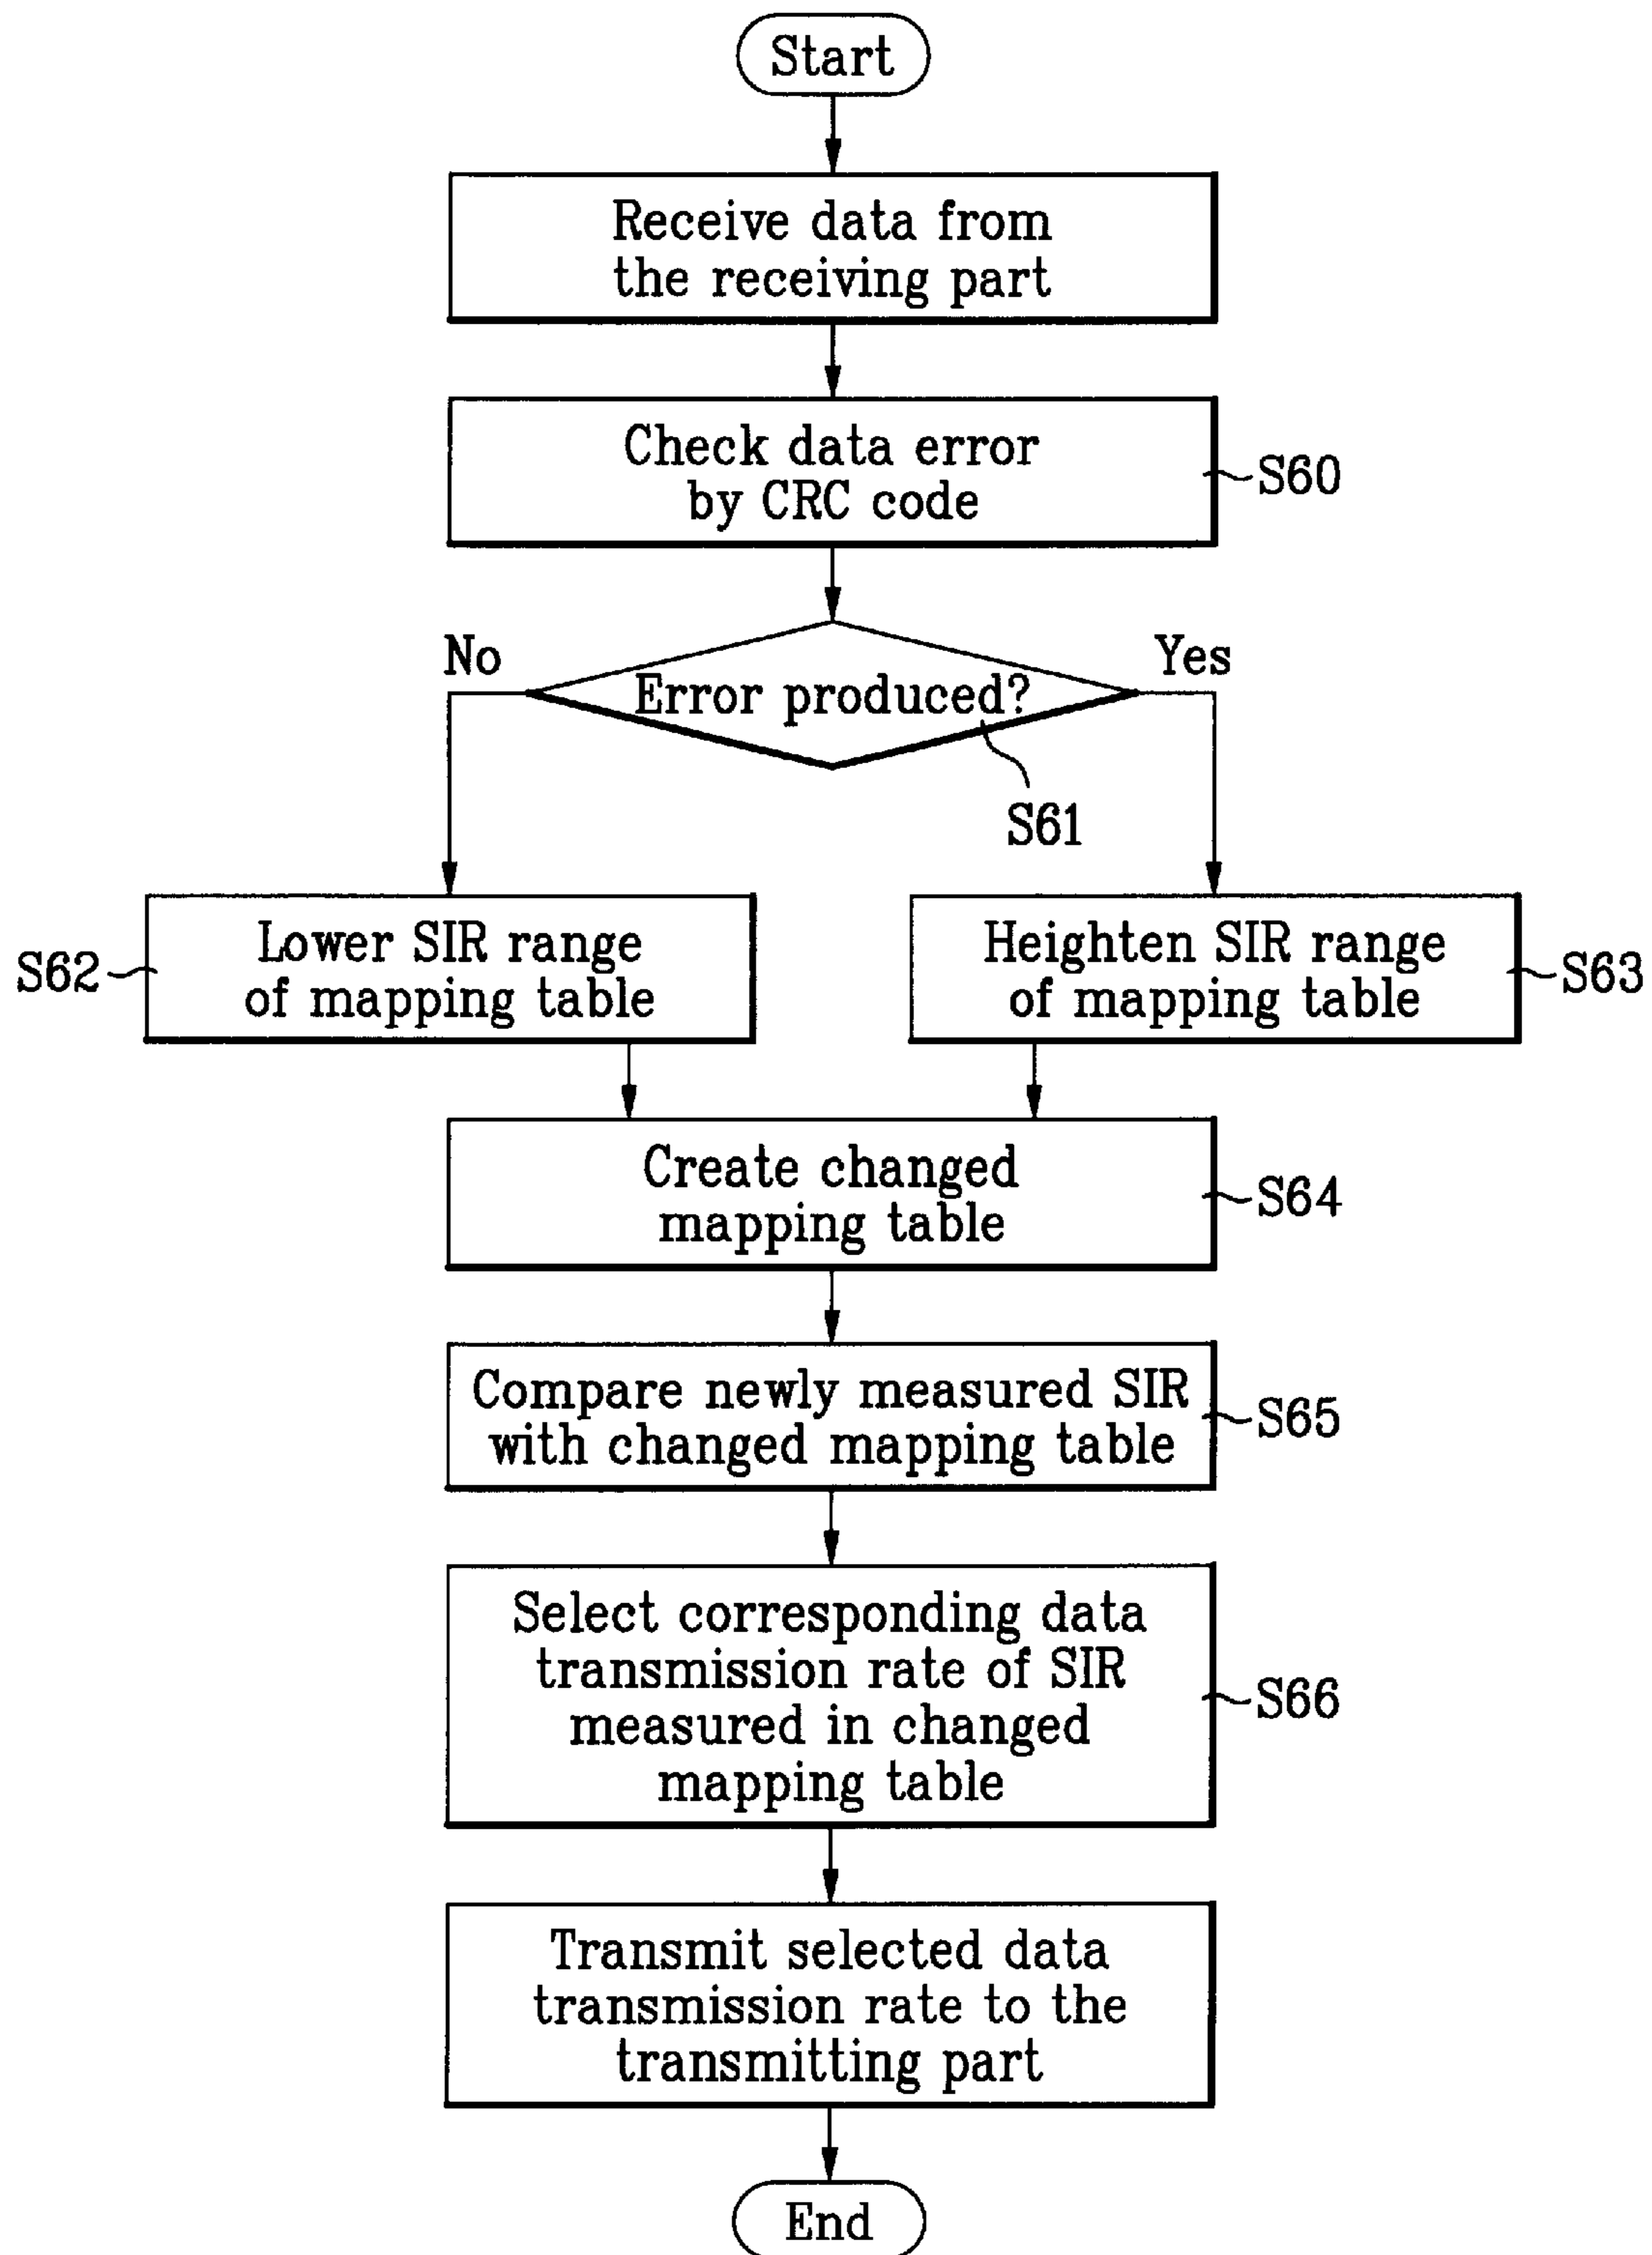 Start
Receive data from
the receiving part
Check data error
by CRC code
S60
No
Yes
Error produced?
S61
Lower SIR range
of mapping table
S62
Heighten SIR range
of mapping table
S63
Create changed
mapping table
S64
Compare newly measured SIR
with changed mapping table
S65
Select corresponding data
transmission rate of SIR
measured in changed
mapping table
S66
Transmit selected data
transmission rate to the
transmitting part
End